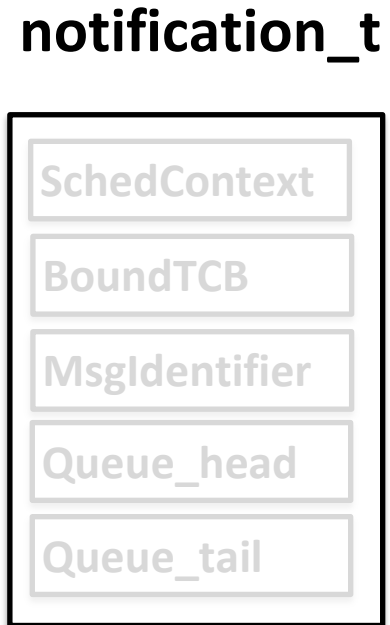 notification_t
SchedContext
BoundTCB
MsgIdentifier
Queue_head
Queue_tail